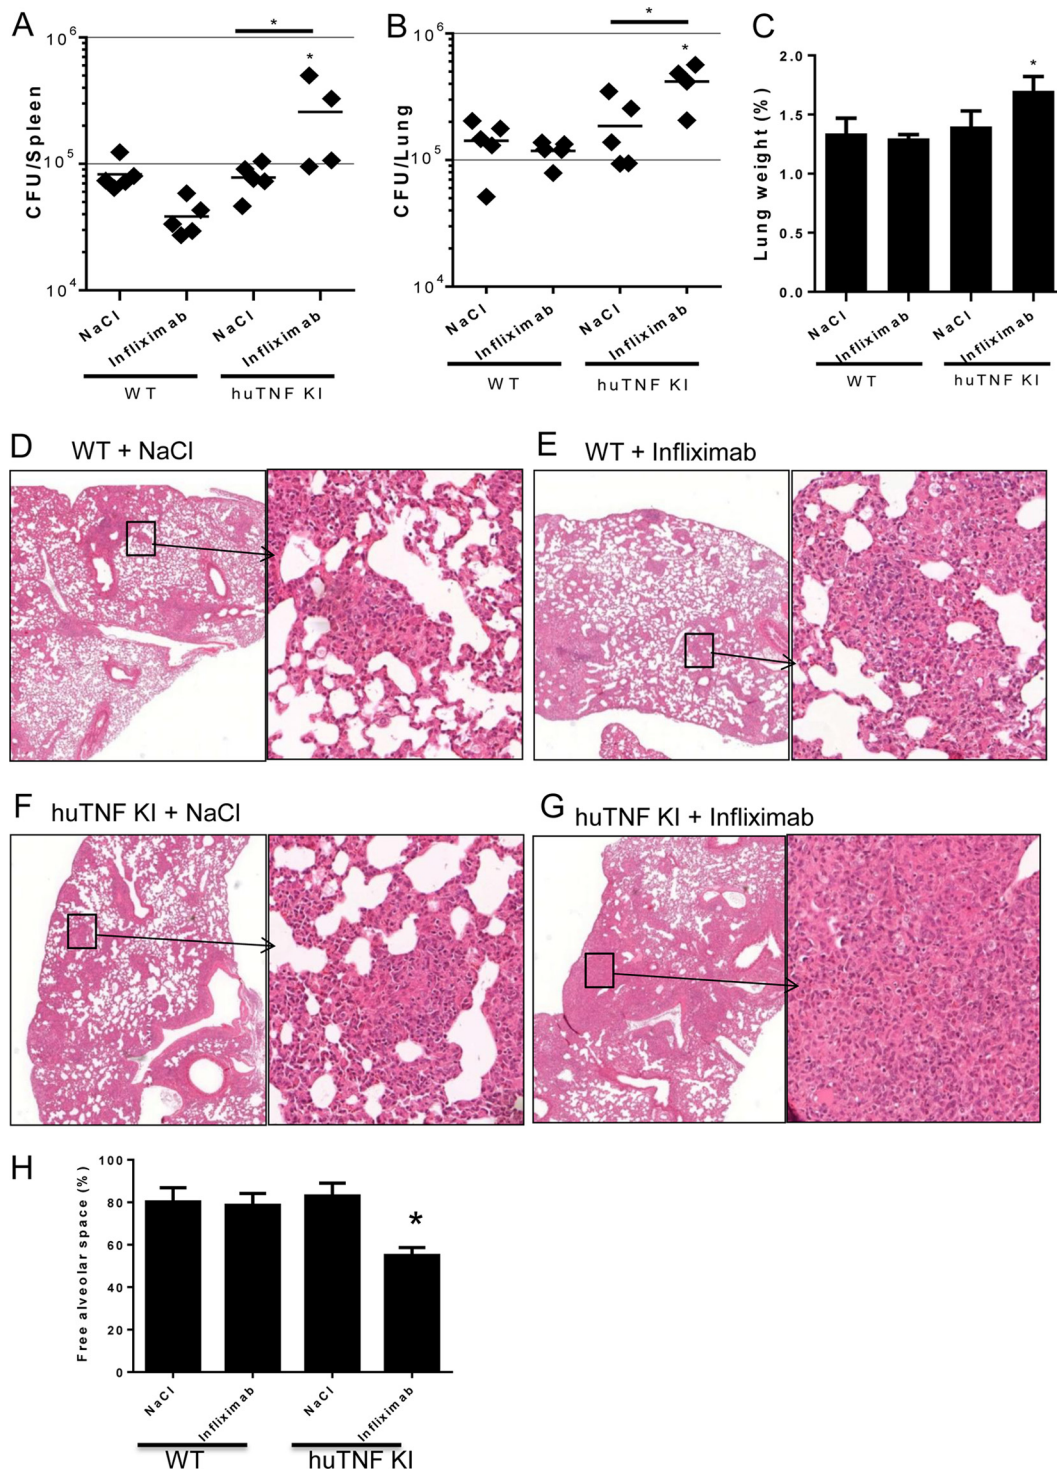 A
CFU/Spleen
10^6
10^5
10^4
*
*
NaCl
Infliximab
NaCl
Infliximab
WT
huTNF KI
B
CFU/Lung
10^6
10^5
10^4
*
*
NaCl
Infliximab
NaCl
Infliximab
WT
huTNF KI
C
Lung weight (%)
2.0
1.5
1.0
0.5
0.0
*
NaCl
Infliximab
NaCl
Infliximab
WT
huTNF KI
D WT + NaCl
E WT + Infliximab
F huTNF KI + NaCl
G huTNF KI + Infliximab
H
Free alveolar space (%)
100
80
60
40
20
0
*
NaCl
Infliximab
NaCl
Infliximab
WT
huTNF KI